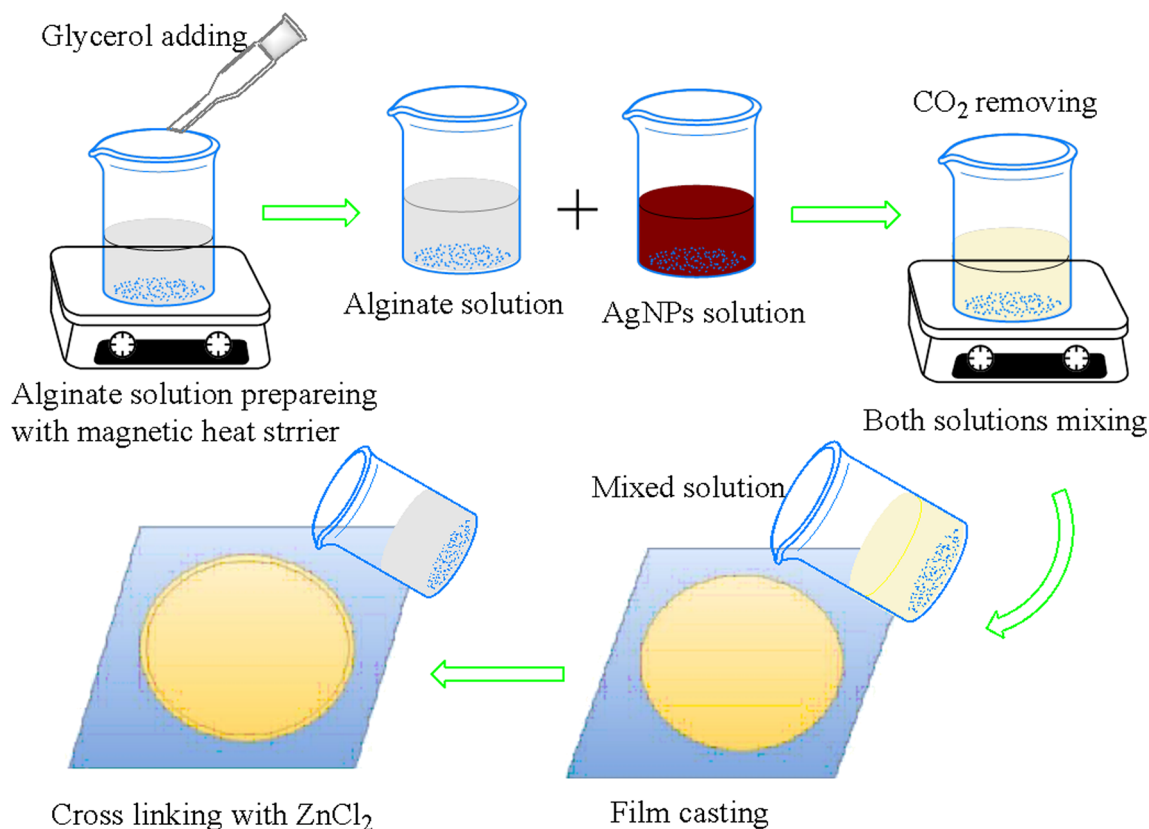 Glycerol adding
CO₂ removing
Alginate solution
AgNPs solution
Alginate solution prepareing
with magnetic heat strrier
Both solutions mixing
Mixed solution
Film casting
Cross linking with ZnCl₂